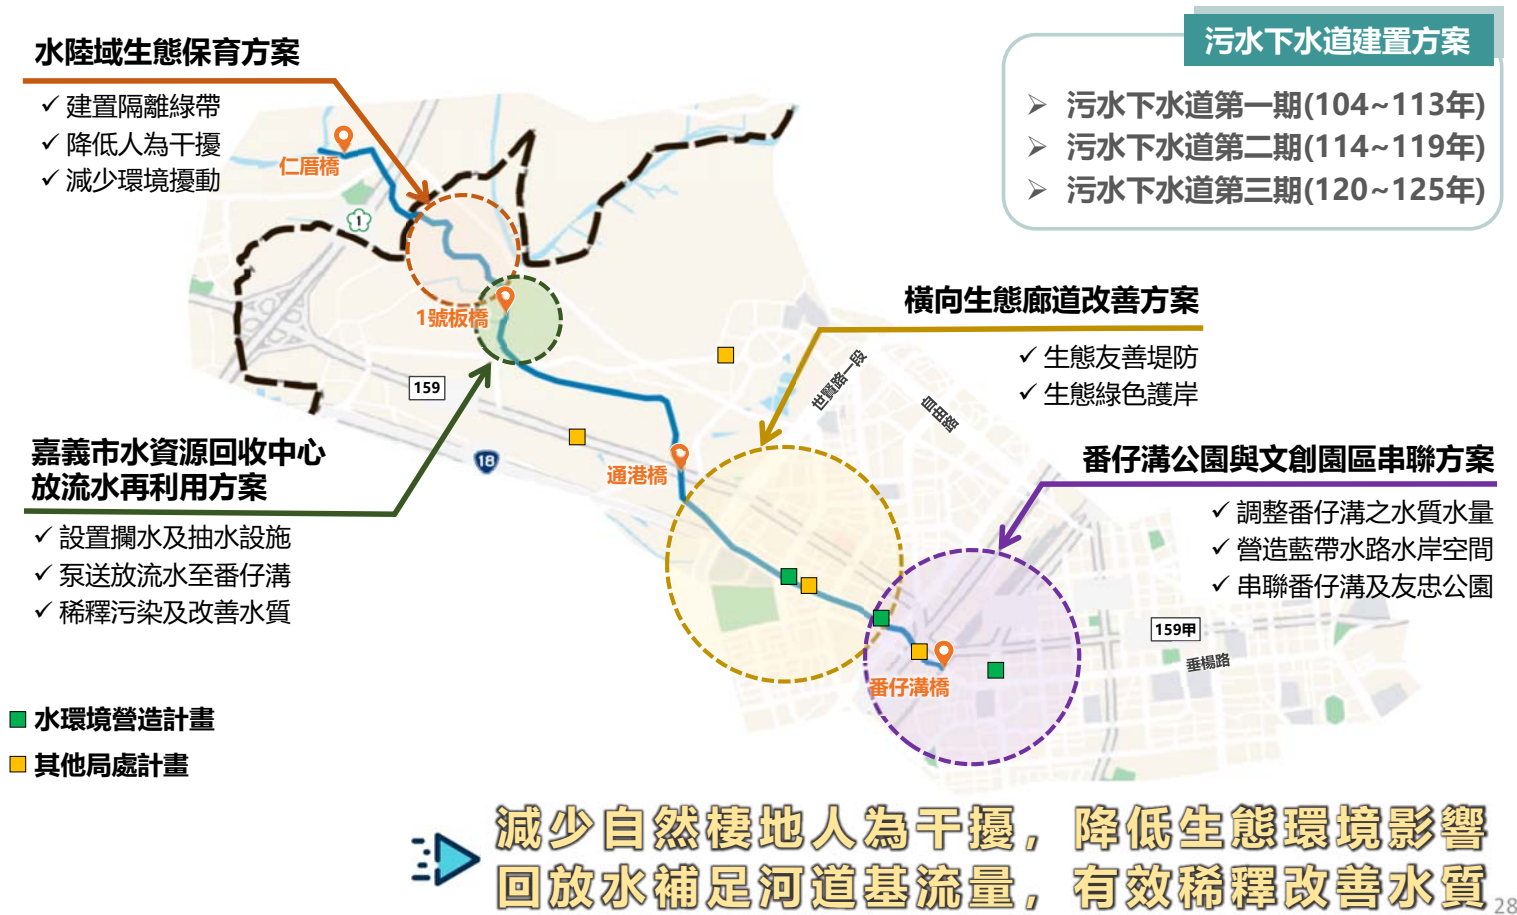 水陸域生態保育方案
✓ 建置隔離綠帶
✓ 降低人為干擾
✓ 減少環境擾動
污水下水道建置方案
➢ 污水下水道第一期(104~113年)
➢ 污水下水道第二期(114~119年)
➢ 污水下水道第三期(120~125年)
仁厝橋
1
1號板橋
橫向生態廊道改善方案
✓ 生態友善堤防
✓ 生態綠色護岸
世賢路一段
自由路
159
18
嘉義市水資源回收中心
放流水再利用方案
✓ 設置攔水及抽水設施
✓ 泵送放流水至番仔溝
✓ 稀釋污染及改善水質
通港橋
番仔溝公園與文創園區串聯方案
✓ 調整番仔溝之水質水量
✓ 營造藍帶水路水岸空間
✓ 串聯番仔溝及友忠公園
159甲
垂楊路
番仔溝橋
水環境營造計畫
其他局處計畫
減少自然棲地人為干擾，降低生態環境影響
回放水補足河道基流量，有效稀釋改善水質
28